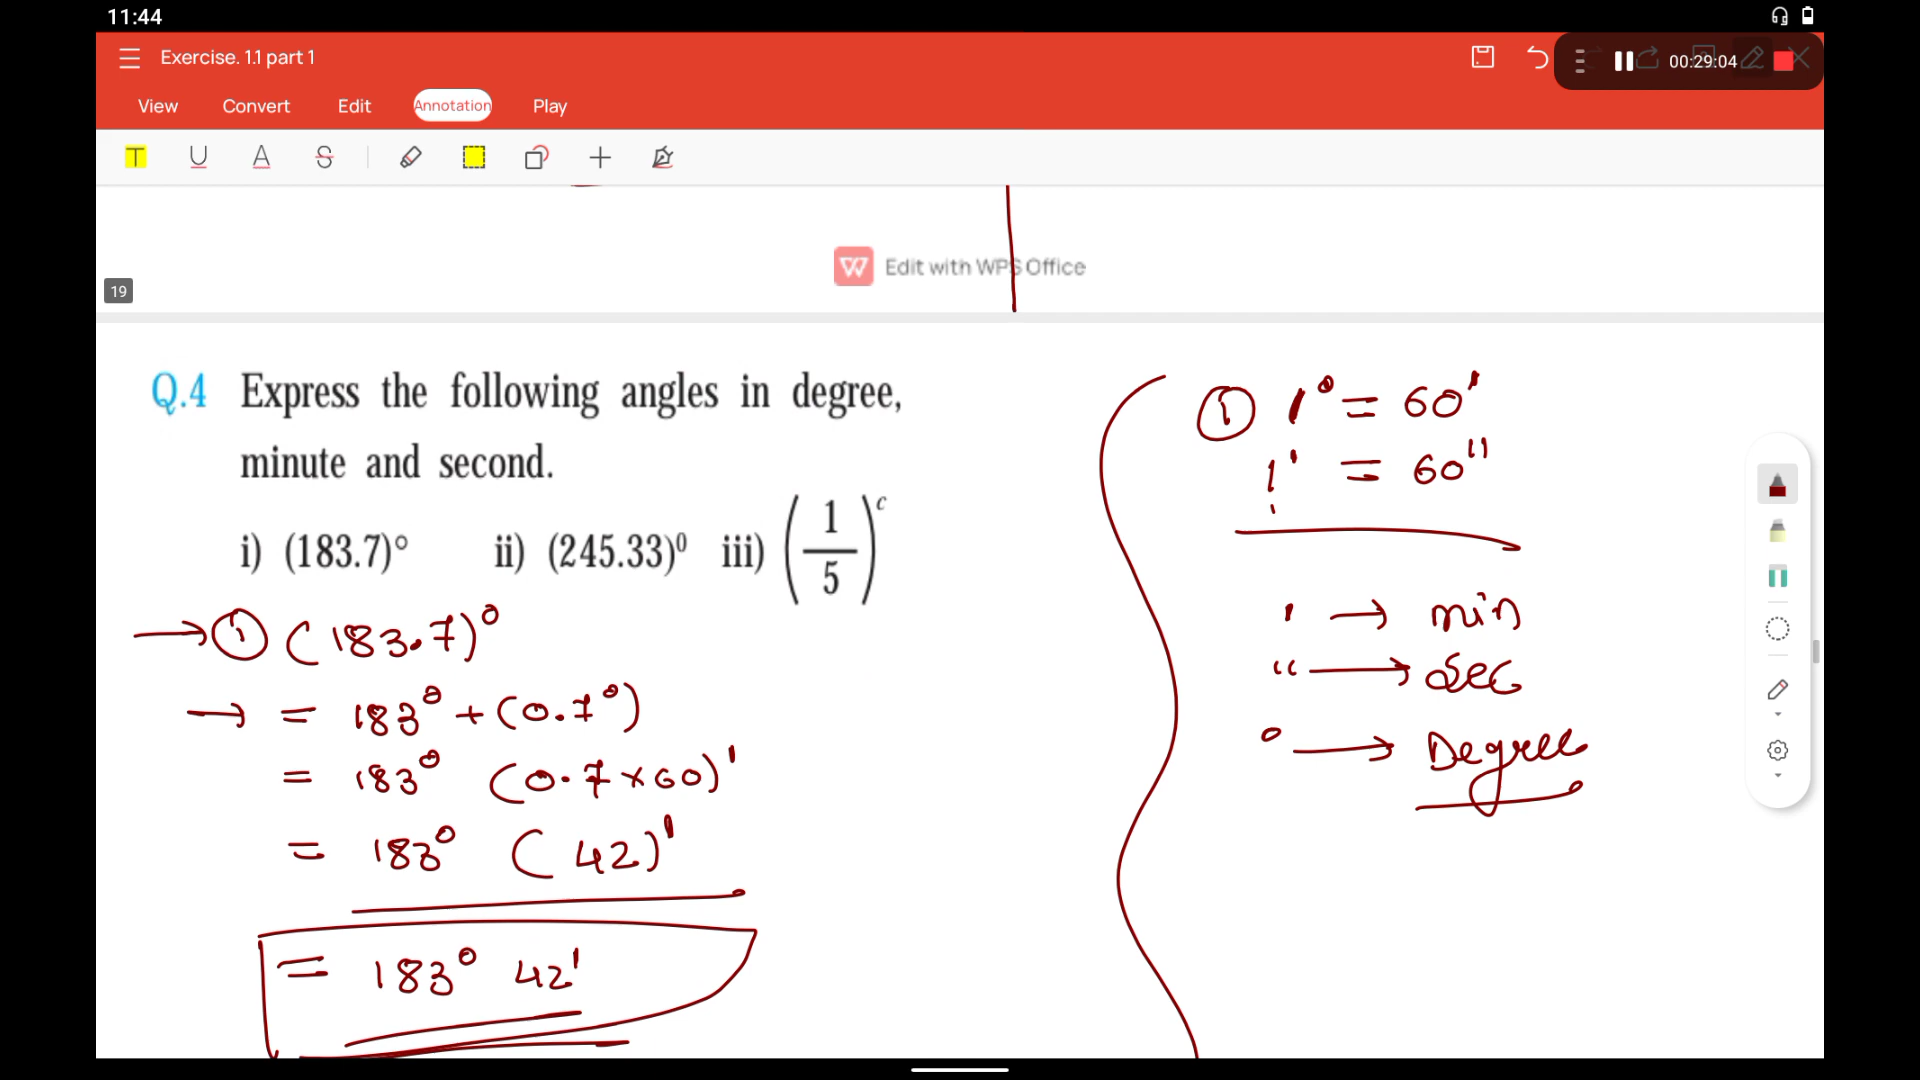 11:44
Exercise. 1.1 part 1
00:29:04
View Convert Edit Annotation Play
T U A S
Edit with WPS Office
19
Q.4 Express the following angles in degree,
minute and second.
i) (183.7)° ii) (245.33)⁰ iii) (1/5)ᶜ
→ ① (183.7)°
→ = 183° + (0.7°)
= 183° (0.7×60)'
= 183° (42)'
= 183° 42'
① 1° = 60'
1' = 60''
' → min
“ → Sec
° → Degree